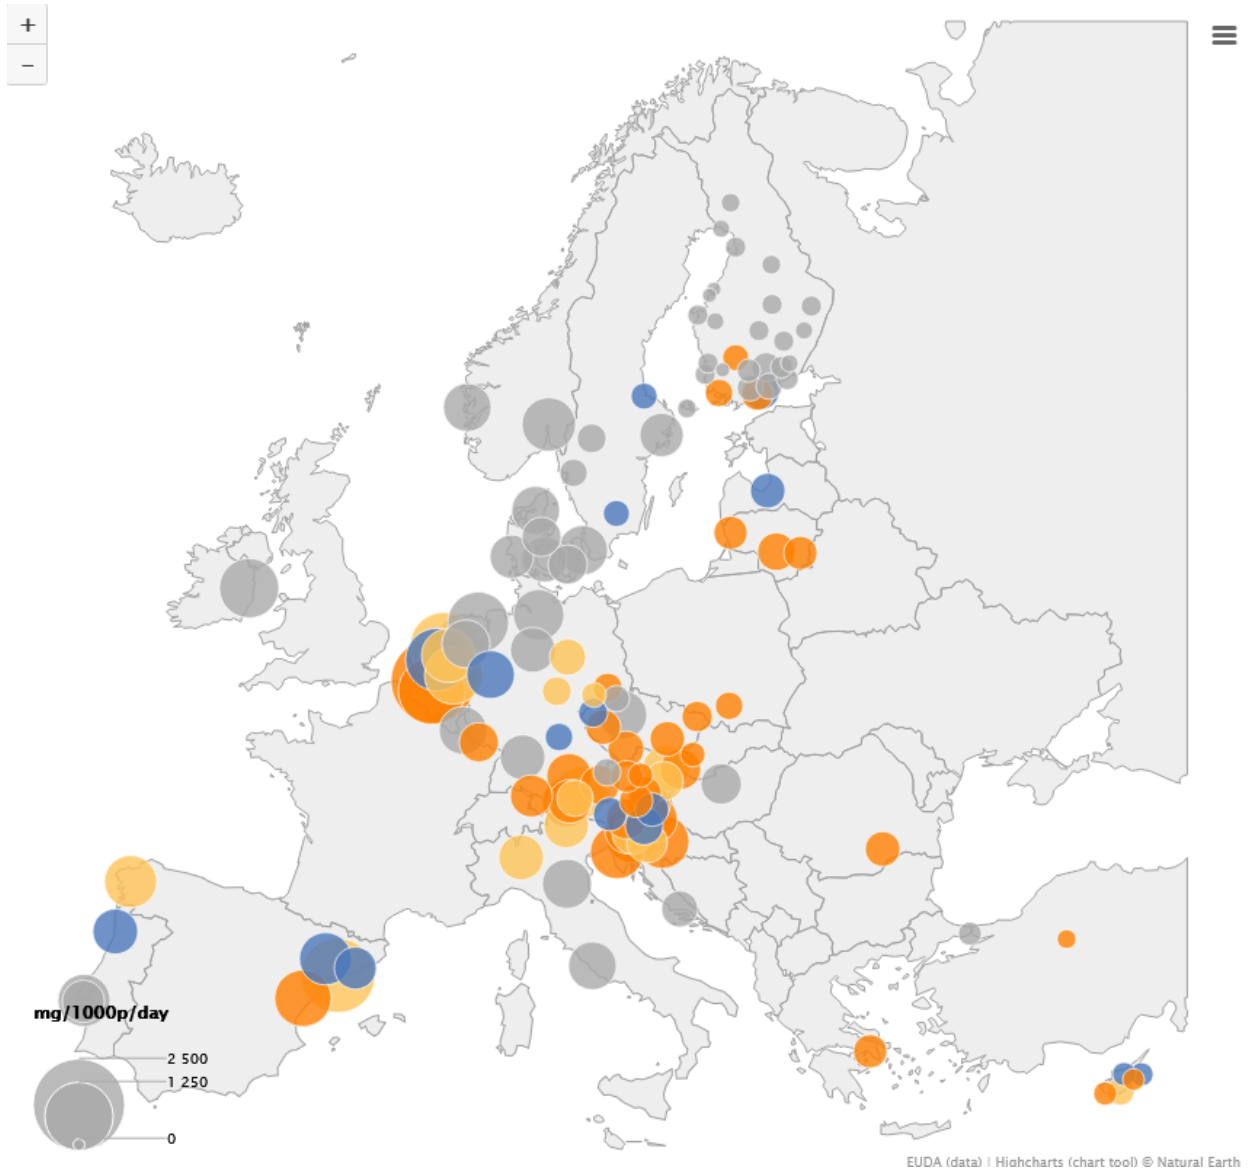 +
−
mg/1000p/day
2 500
1 250
0
EUDA (data) | Highcharts (chart tool) © Natural Earth